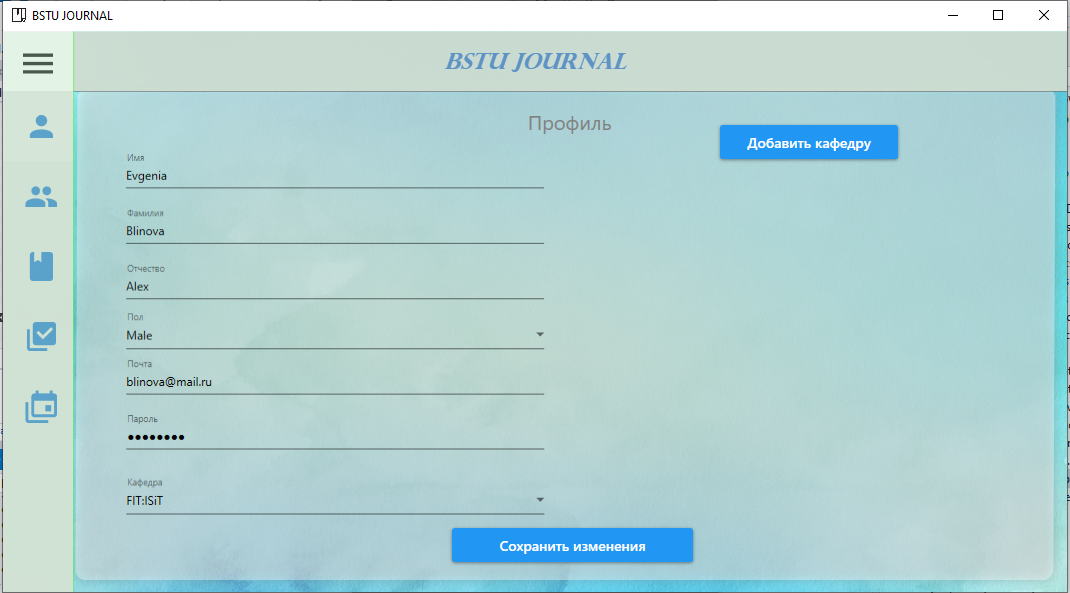 BSTU JOURNAL
BSTU JOURNAL
Профиль
Добавить кафедру
Имя
Evgenia
Фамилия
Blinova
Отчество
Alex
Пол
Male
Почта
blinova@mail.ru
Пароль
●●●●●●●●
Кафедра
FIT:ISiT
Сохранить изменения